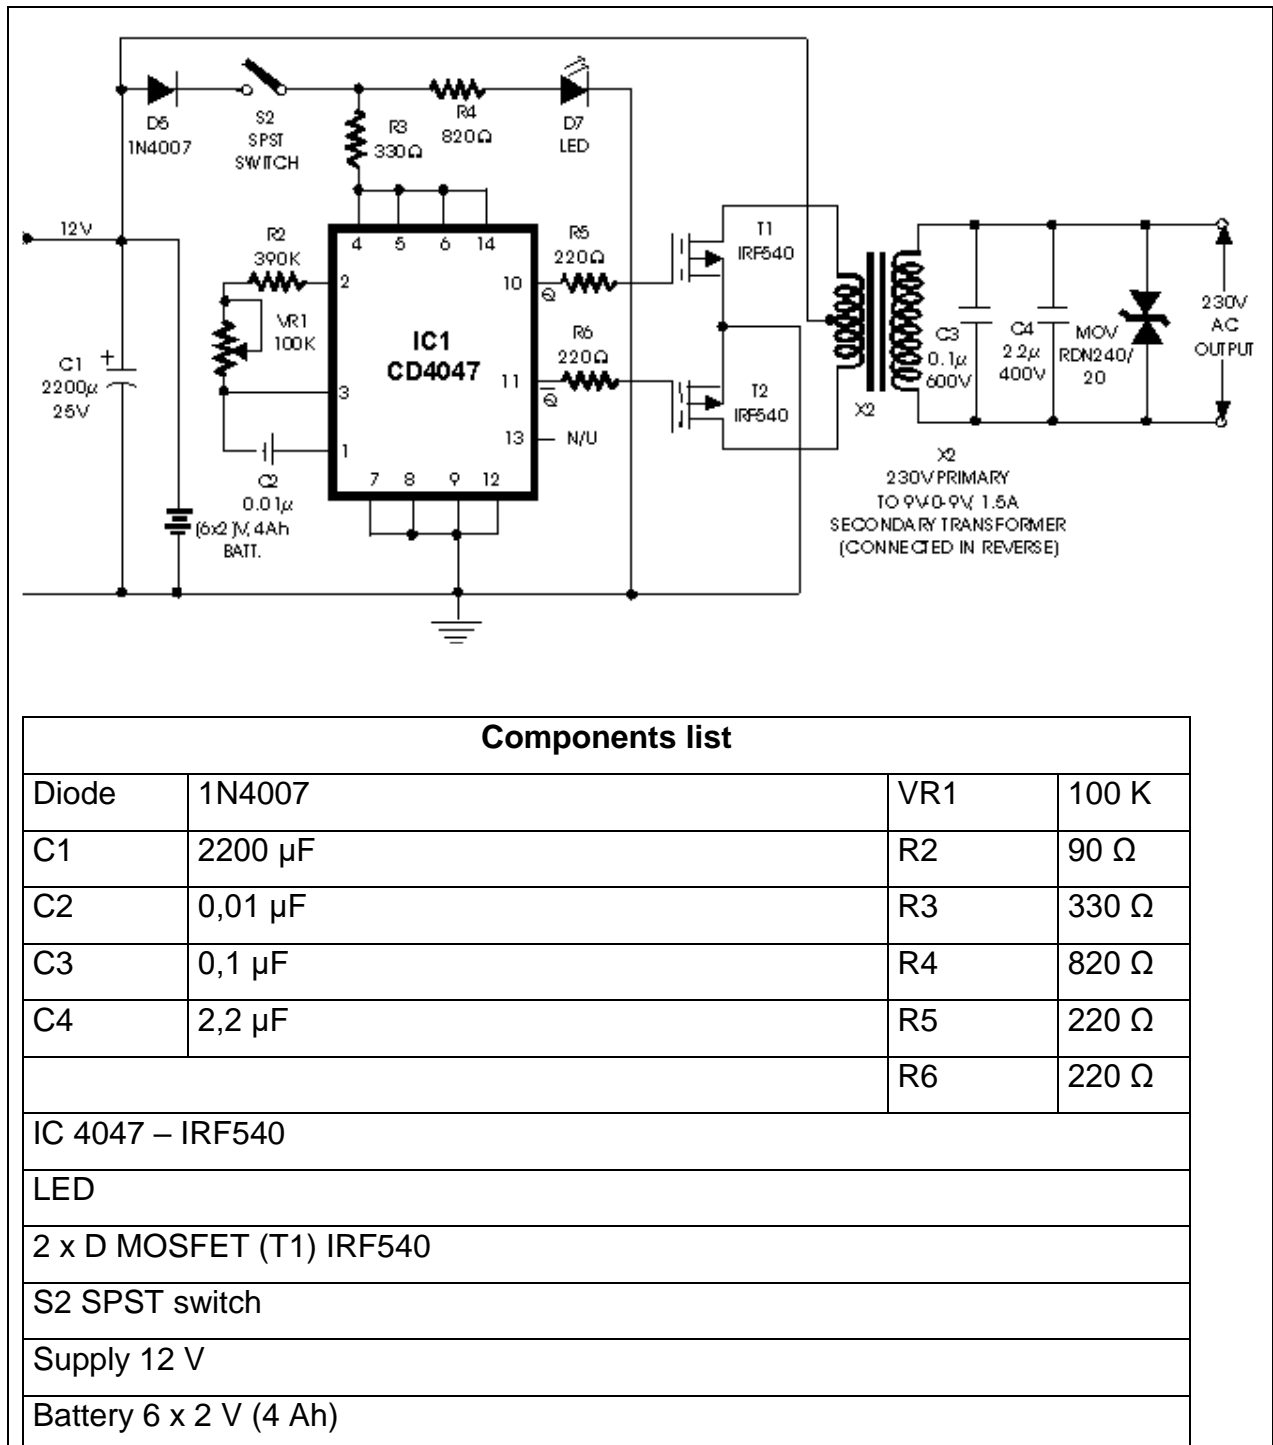 D5
1N4007
S2
SPST
SWITCH
R3
330Ω
R4
820Ω
D7
LED
12V
R2
390K
VR1
100K
C1
2200µ
25V
+
C2
0.01µ
(6x2)V, 4Ah
BATT.
4 5 6 14
2
3
1
IC1
CD4047
10
11
13
7 8 9 12
Q
Q̅
N/U
R5
220Ω
R6
220Ω
T1
IRF540
T2
IRF540
X2
C3
0.1µ
600V
C4
2.2µ
400V
MOV
RDN240/
20
230V
AC
OUTPUT
X2
230V PRIMARY
TO 9V-0-9V, 1.5A
SECONDARY TRANSFORMER
(CONNECTED IN REVERSE)
Components list
Diode 1N4007 VR1 100 K
C1 2200 µF R2 90 Ω
C2 0,01 µF R3 330 Ω
C3 0,1 µF R4 820 Ω
C4 2,2 µF R5 220 Ω
R6 220 Ω
IC 4047 – IRF540
LED
2 x D MOSFET (T1) IRF540
S2 SPST switch
Supply 12 V
Battery 6 x 2 V (4 Ah)